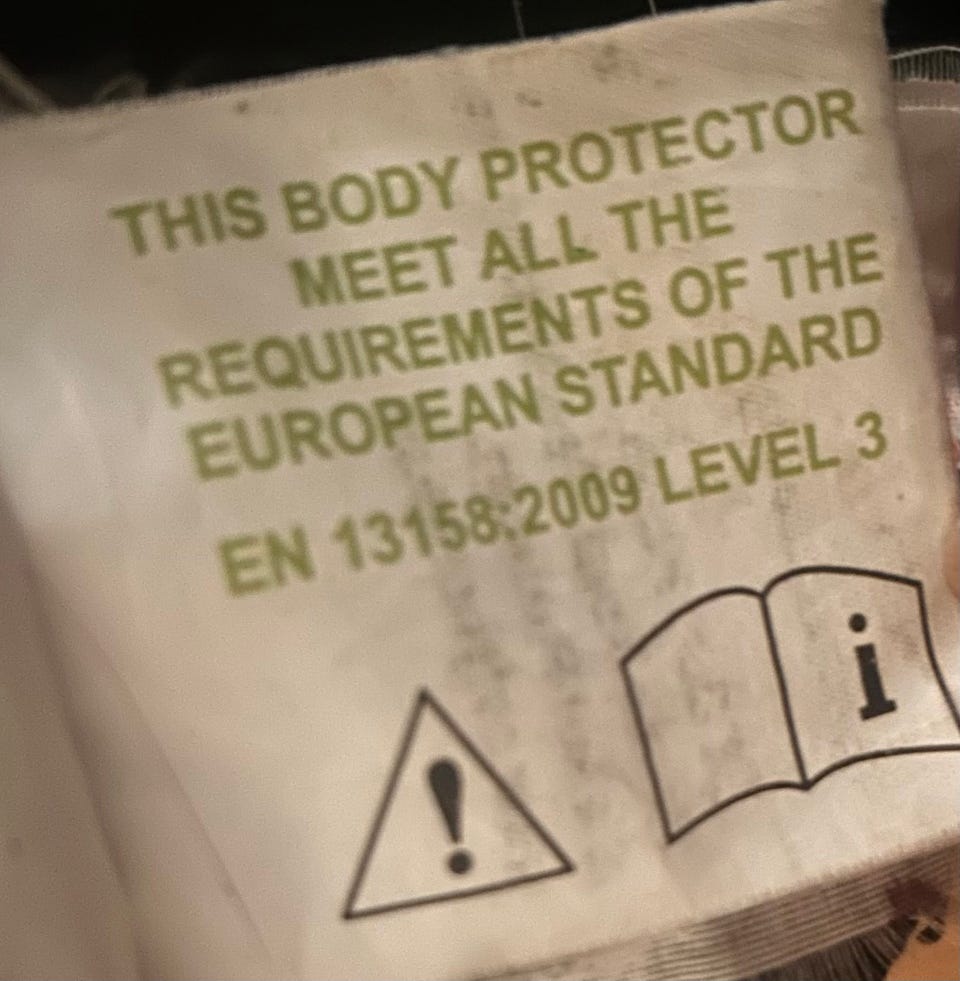 THIS BODY PROTECTOR
MEET ALL THE
REQUIREMENTS OF THE
EUROPEAN STANDARD
EN 13158:2009 LEVEL 3
!
i